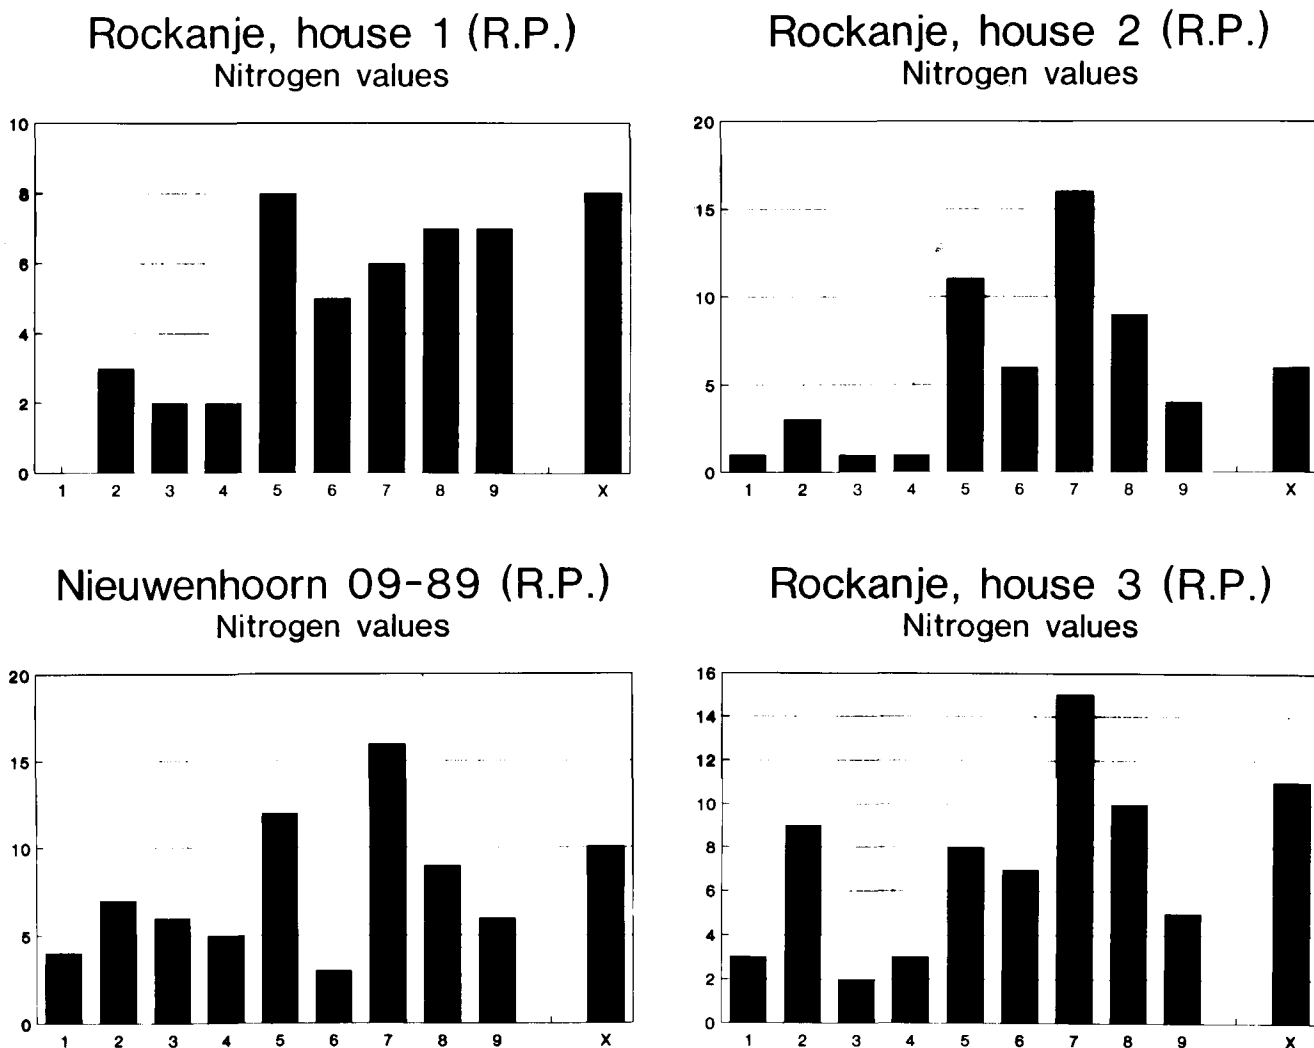 Rockanje, house 1 (R.P.)
Nitrogen values
10
8
6
4
2
0
1 2 3 4 5 6 7 8 9 X
Rockanje, house 2 (R.P.)
Nitrogen values
20
15
10
5
0
1 2 3 4 5 6 7 8 9 X
Nieuwenhoorn 09-89 (R.P.)
Nitrogen values
20
15
10
5
0
1 2 3 4 5 6 7 8 9 X
Rockanje, house 3 (R.P.)
Nitrogen values
16
14
12
10
8
6
4
2
0
1 2 3 4 5 6 7 8 9 X